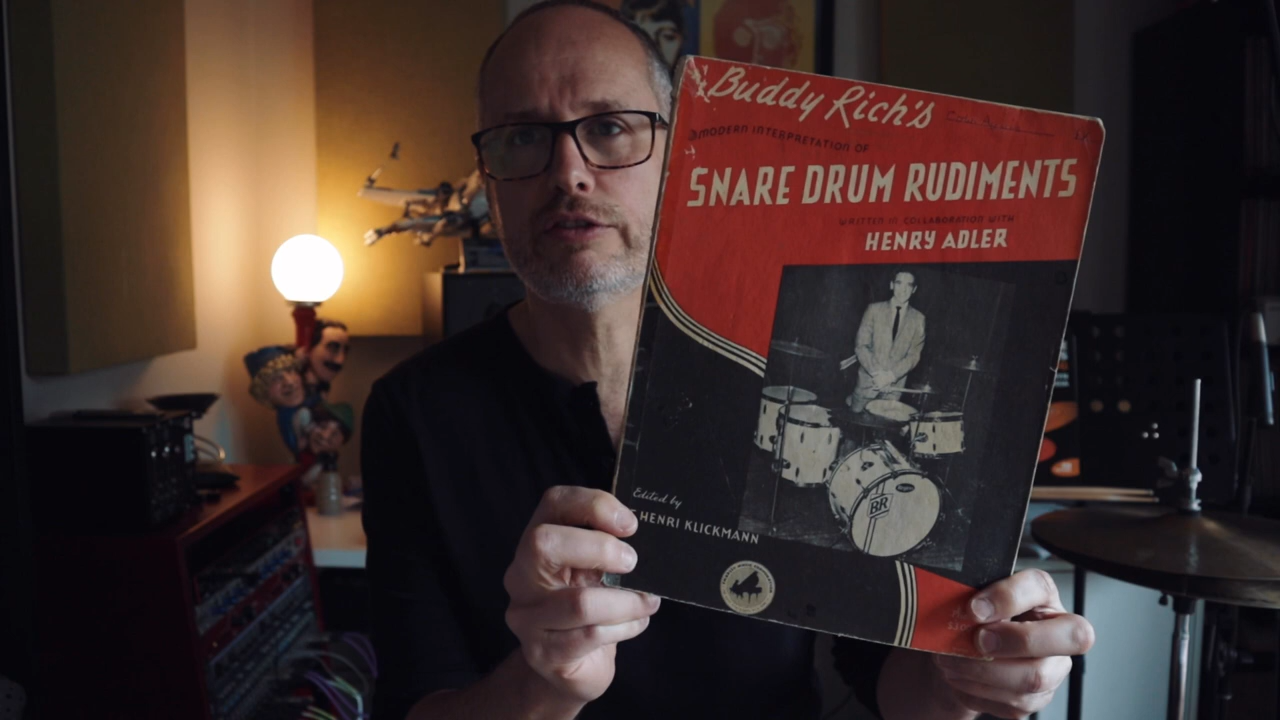 Buddy Rich's
MODERN INTERPRETATION OF
SNARE DRUM RUDIMENTS
WRITTEN IN COLLABORATION WITH:
HENRY ADLER
BR
Edited by
HENRI KLICKMANN